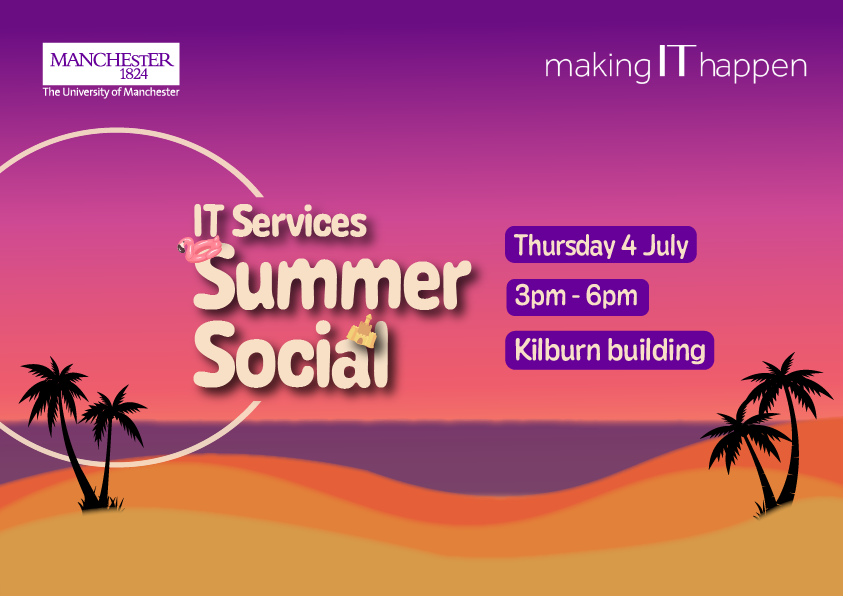 MANCHESTER
1824
The University of Manchester
making IT happen
IT Services
Summer
Social
Thursday 4 July
3pm - 6pm
Kilburn building